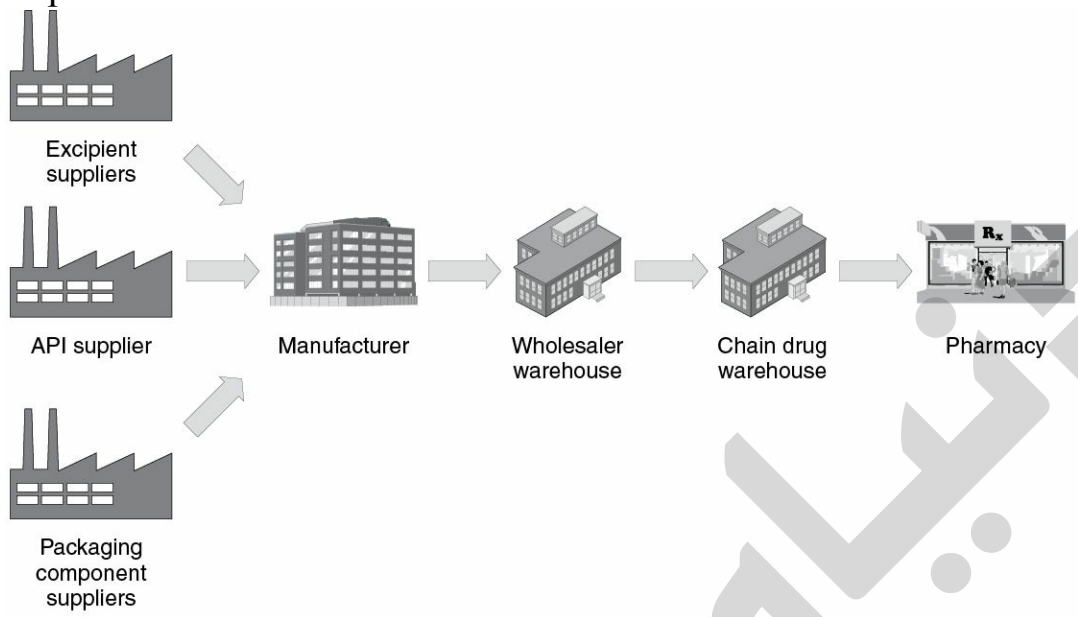 Excipient
suppliers
API supplier
Packaging
component
suppliers
Manufacturer
Wholesaler
warehouse
Chain drug
warehouse
Rx
Pharmacy